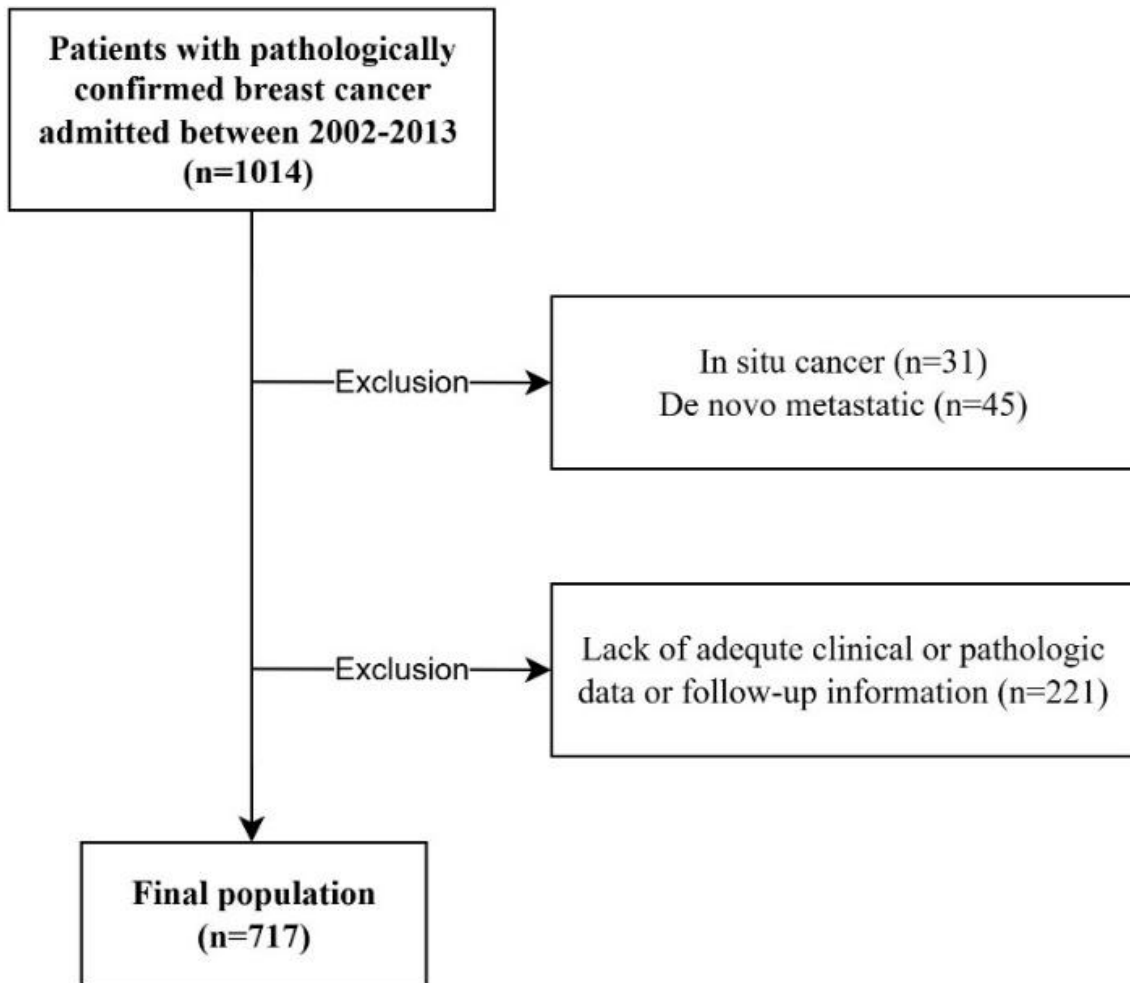 Patients with pathologically
confirmed breast cancer
admitted between 2002-2013
(n=1014)
Exclusion
In situ cancer (n=31)
De novo metastatic (n=45)
Exclusion
Lack of adequte clinical or pathologic
data or follow-up information (n=221)
Final population
(n=717)